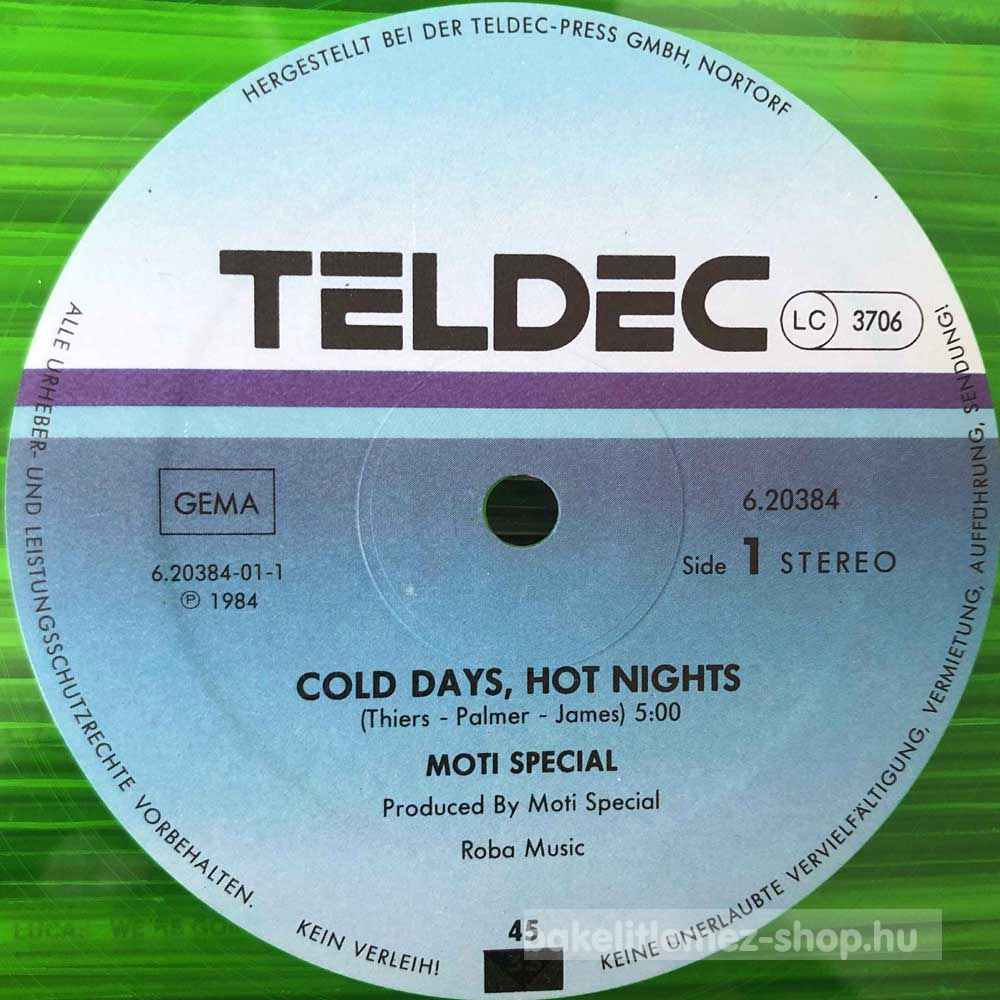 HERGESTELLT BEI DER TELDEC-PRESS GMBH, NORTORF
TELDEC
LC 3706
GEMA
6.20384
6.20384-01-1
Side 1 STEREO
℗ 1984
COLD DAYS, HOT NIGHTS
(Thiers - Palmer - James) 5:00
MOTI SPECIAL
Produced By Moti Special
Roba Music
45
ALLE URHEBER- UND LEISTUNGSSCHUTZRECHTE VORBEHALTEN.
KEIN VERLEIH!
KEINE UNERLAUBTE VERVIELFÄLTIGUNG, VERMIETUNG, AUFFÜHRUNG, SENDUNG!
bakelitlemez-shop.hu